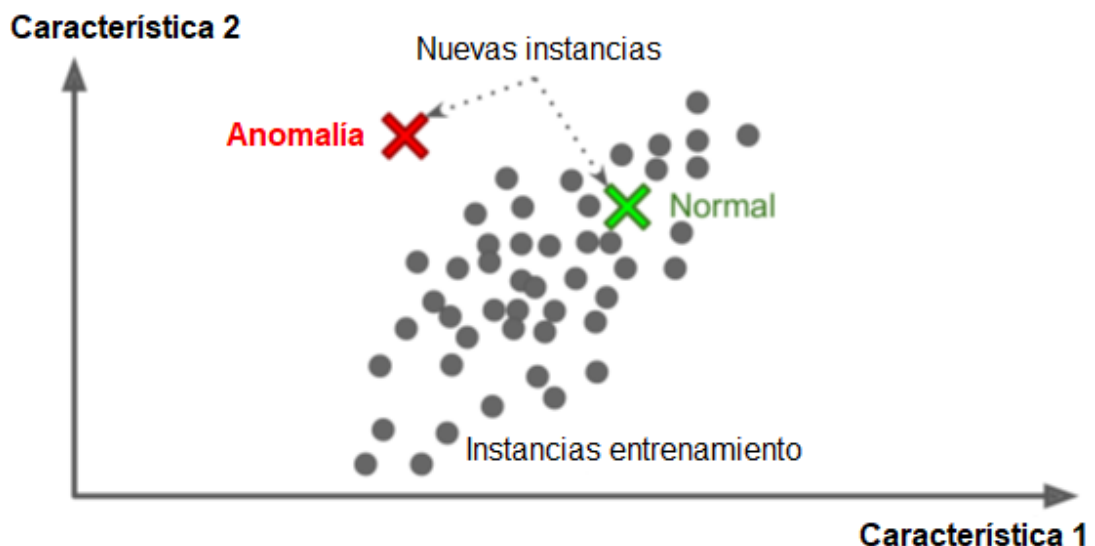 Característica 2
Nuevas instancias
Anomalía
Normal
Instancias entrenamiento
Característica 1